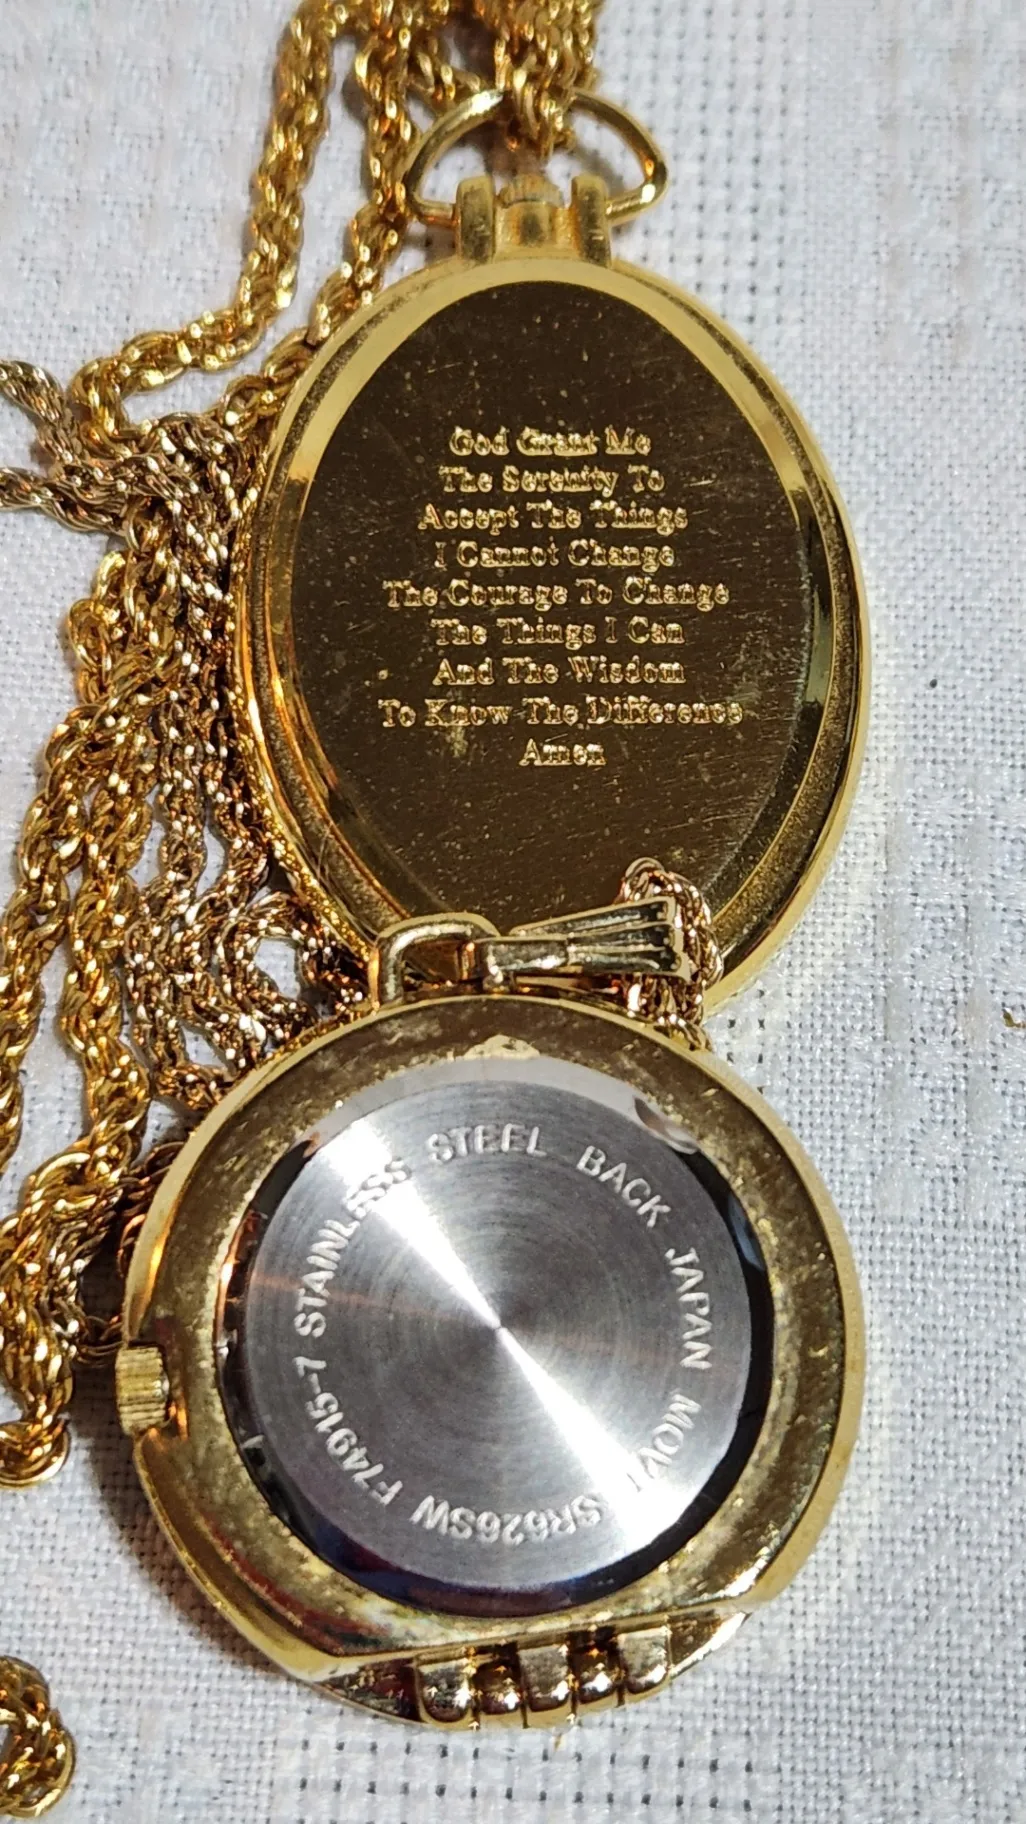 God Grant Me
The Serenity To
Accept The Things
I Cannot Change
The Courage To Change
The Things I Can
And The Wisdom
To Know The Difference
Amen
STAINLESS STEEL BACK JAPAN MOV'T SR626SW F74915-7